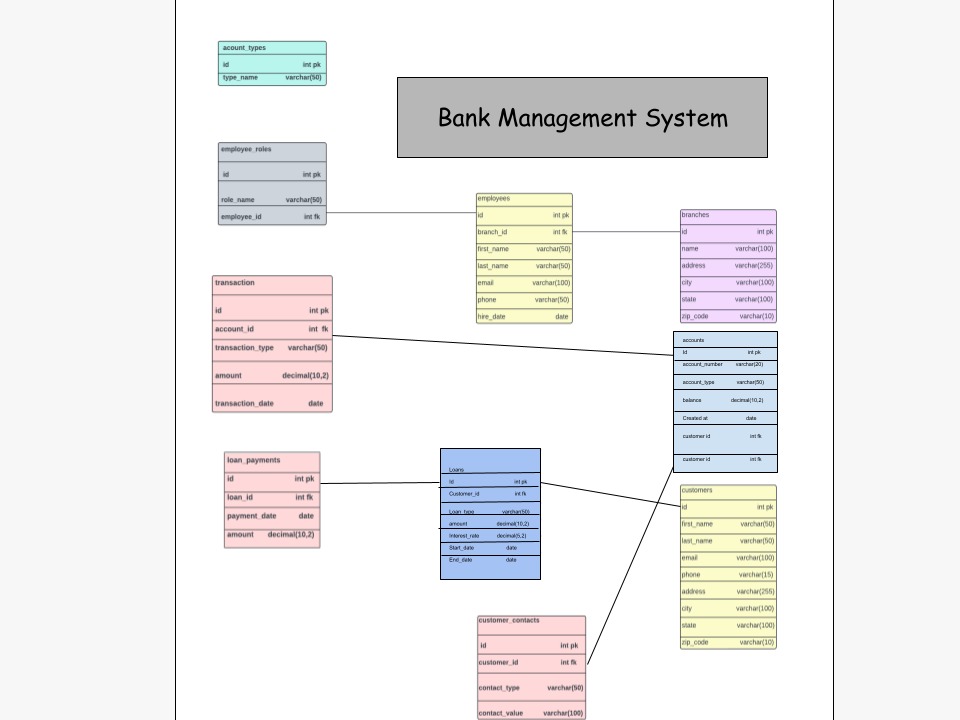 acount_types
id int pk
type_name varchar(50)
Bank Management System
employee_roles
id int pk
role_name varchar(50)
employee_id int fk
employees
id int pk
branch_id int fk
first_name varchar(50)
last_name varchar(50)
email varchar(100)
phone varchar(50)
hire_date date
branches
id int pk
name varchar(100)
address varchar(255)
city varchar(100)
state varchar(100)
zip_code varchar(10)
transaction
id int pk
account_id int fk
transaction_type varchar(50)
amount decimal(10,2)
transaction_date date
accounts
Id int pk
account_number varchar(20)
account_type varchar(50)
balance decimal(10,2)
Created at date
customer id int fk
customer id int fk
loan_payments
id int pk
loan_id int fk
payment_date date
amount decimal(10,2)
Loans
Id int pk
Customer_id int fk
Loan_type varchar(50)
amount decimal(10,2)
Interest_rate decimal(5,2)
Start_date date
End_date date
customers
id int pk
first_name varchar(50)
last_name varchar(50)
email varchar(100)
phone varchar(15)
address varchar(255)
city varchar(100)
state varchar(100)
zip_code varchar(10)
customer_contacts
id int pk
customer_id int fk
contact_type varchar(50)
contact_value varchar(100)